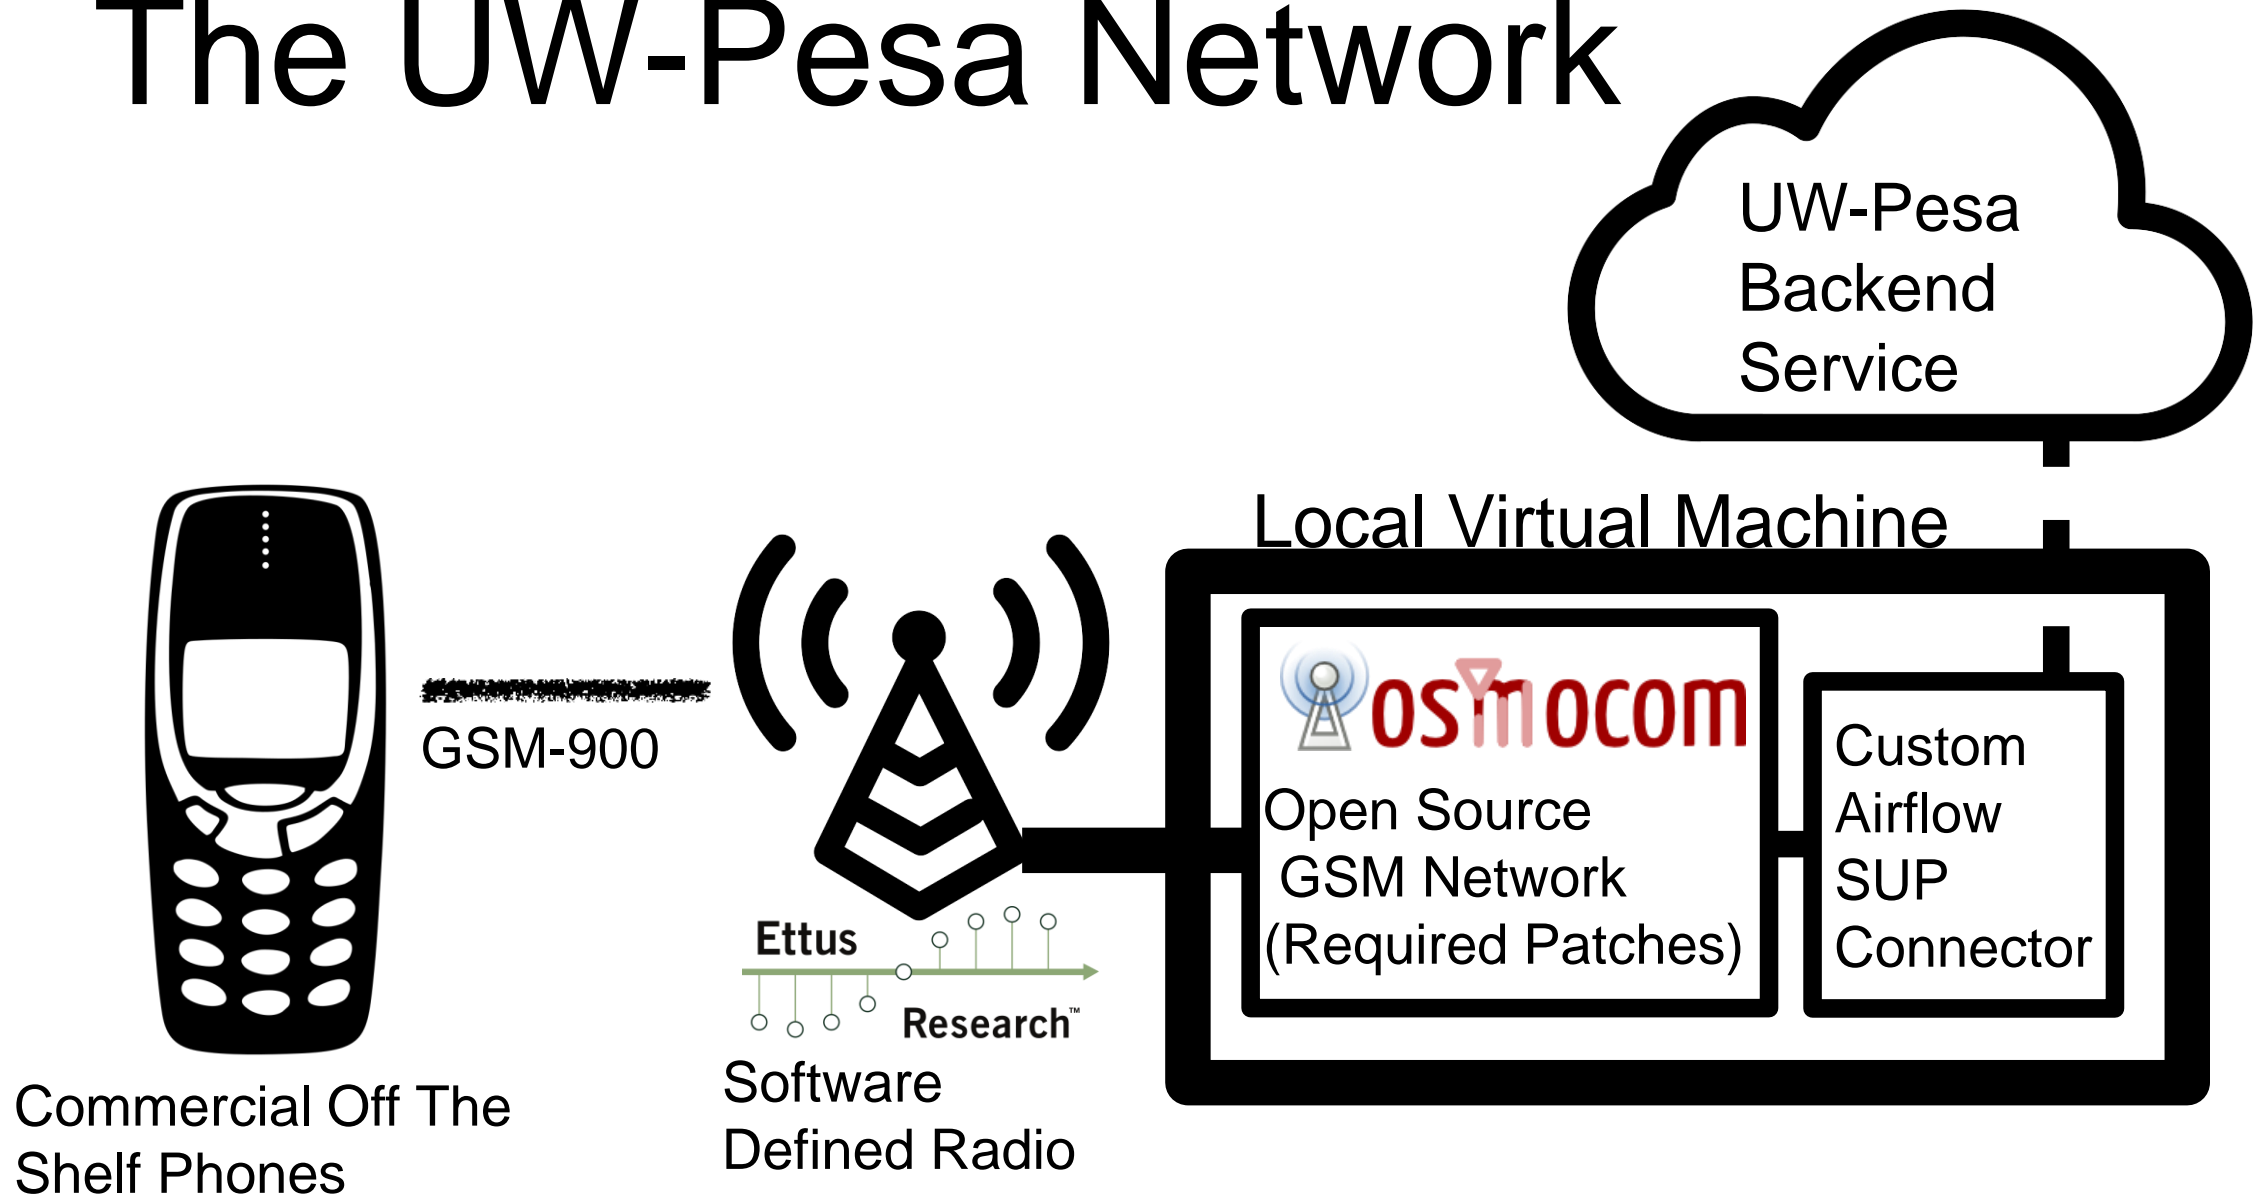 The UW-Pesa Network
UW-Pesa
Backend
Service
Local Virtual Machine
GSM-900
osmocom
Open Source
GSM Network
(Required Patches)
Custom
Airflow
SUP
Connector
Ettus
Research™
Software
Defined Radio
Commercial Off The
Shelf Phones